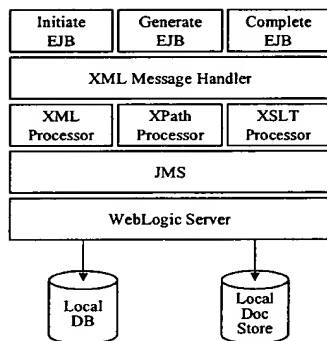 Initiate
EJB
Generate
EJB
Complete
EJB
XML Message Handler
XML
Processor
XPath
Processor
XSLT
Processor
JMS
WebLogic Server
Local
DB
Local
Doc
Store